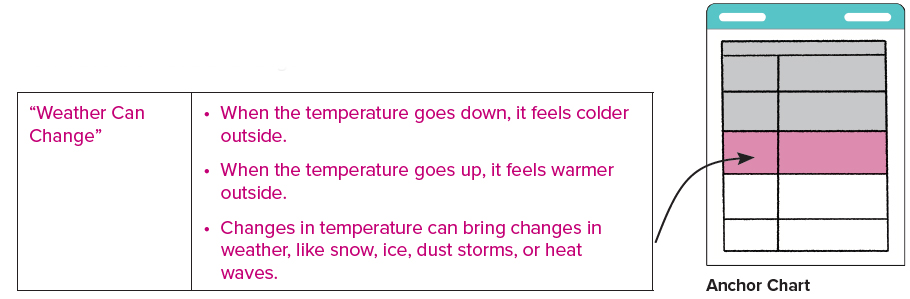 “Weather Can
Change”
• When the temperature goes down, it feels colder
outside.
• When the temperature goes up, it feels warmer
outside.
• Changes in temperature can bring changes in
weather, like snow, ice, dust storms, or heat
waves.
Anchor Chart